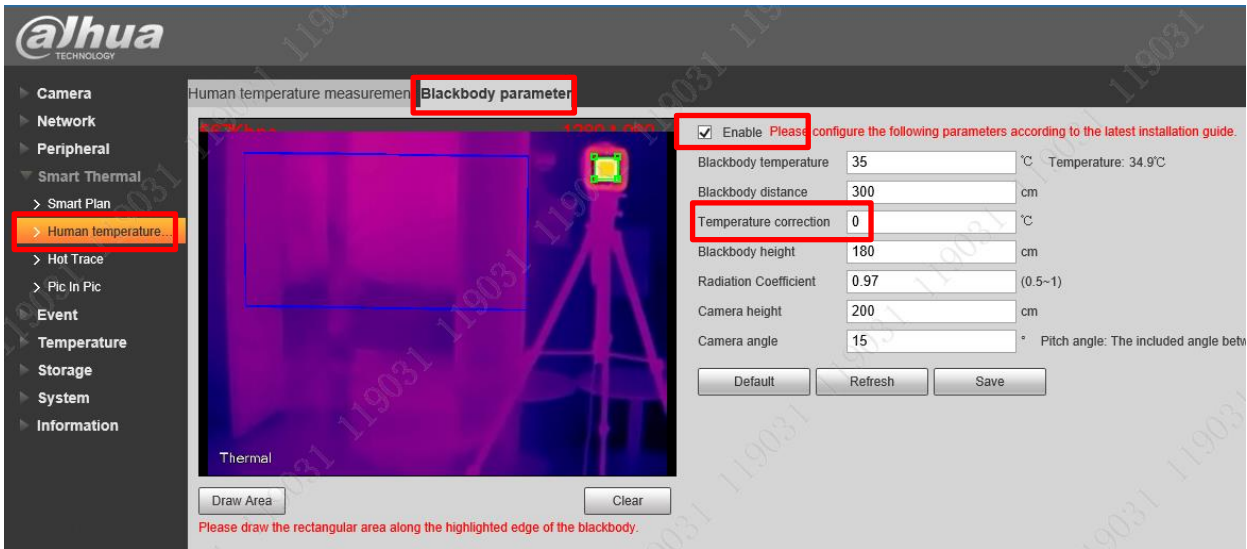 alhua
TECHNOLOGY
Camera
Network
Peripheral
Smart Thermal
Smart Plan
Human temperature...
Hot Trace
Pic In Pic
Event
Temperature
Storage
System
Information
Human temperature measuremen Blackbody parameter
Thermal
Draw Area Clear
Please draw the rectangular area along the highlighted edge of the blackbody.
Enable Please configure the following parameters according to the latest installation guide.
Blackbody temperature 35 ℃ Temperature: 34.9℃
Blackbody distance 300 cm
Temperature correction 0 ℃
Blackbody height 180 cm
Radiation Coefficient 0.97 (0.5~1)
Camera height 200 cm
Camera angle 15 ° Pitch angle: The included angle betw
Default Refresh Save
119031 119031